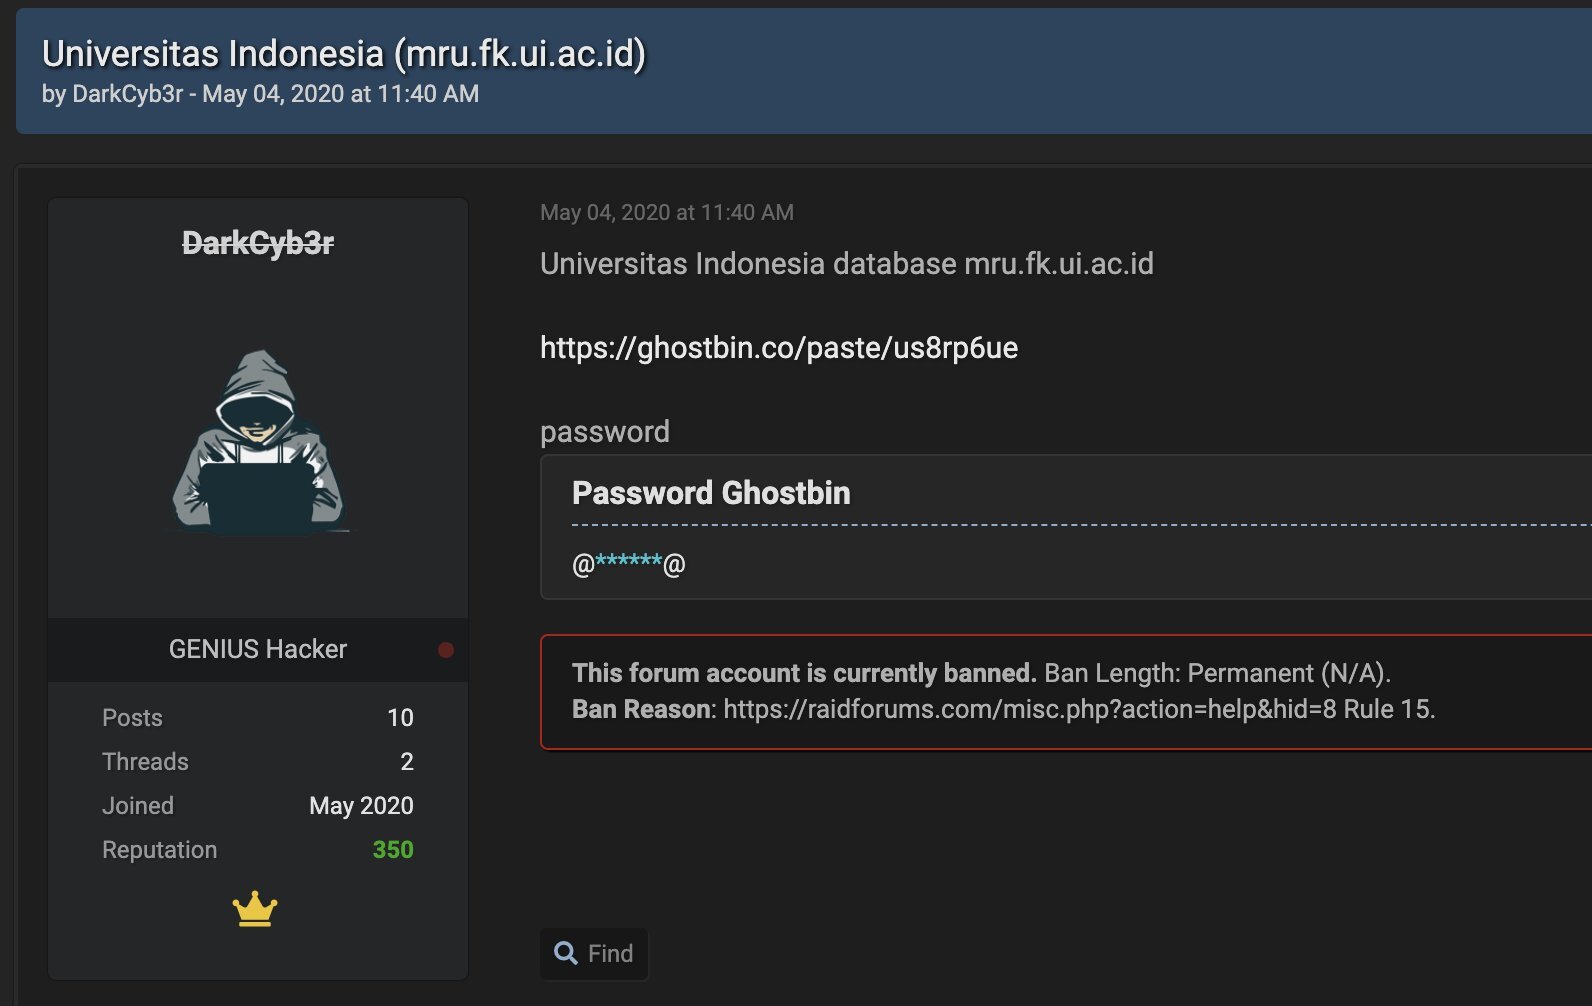 Universitas Indonesia (mru.fk.ui.ac.id)
by DarkCyb3r - May 04, 2020 at 11:40 AM
DarkCyb3r
GENIUS Hacker
Posts 10
Threads 2
Joined May 2020
Reputation 350
May 04, 2020 at 11:40 AM
Universitas Indonesia database mru.fk.ui.ac.id
https://ghostbin.co/paste/us8rp6ue
password
Password Ghostbin
@******@
This forum account is currently banned. Ban Length: Permanent (N/A).
Ban Reason: https://raidforums.com/misc.php?action=help&hid=8 Rule 15.
Find